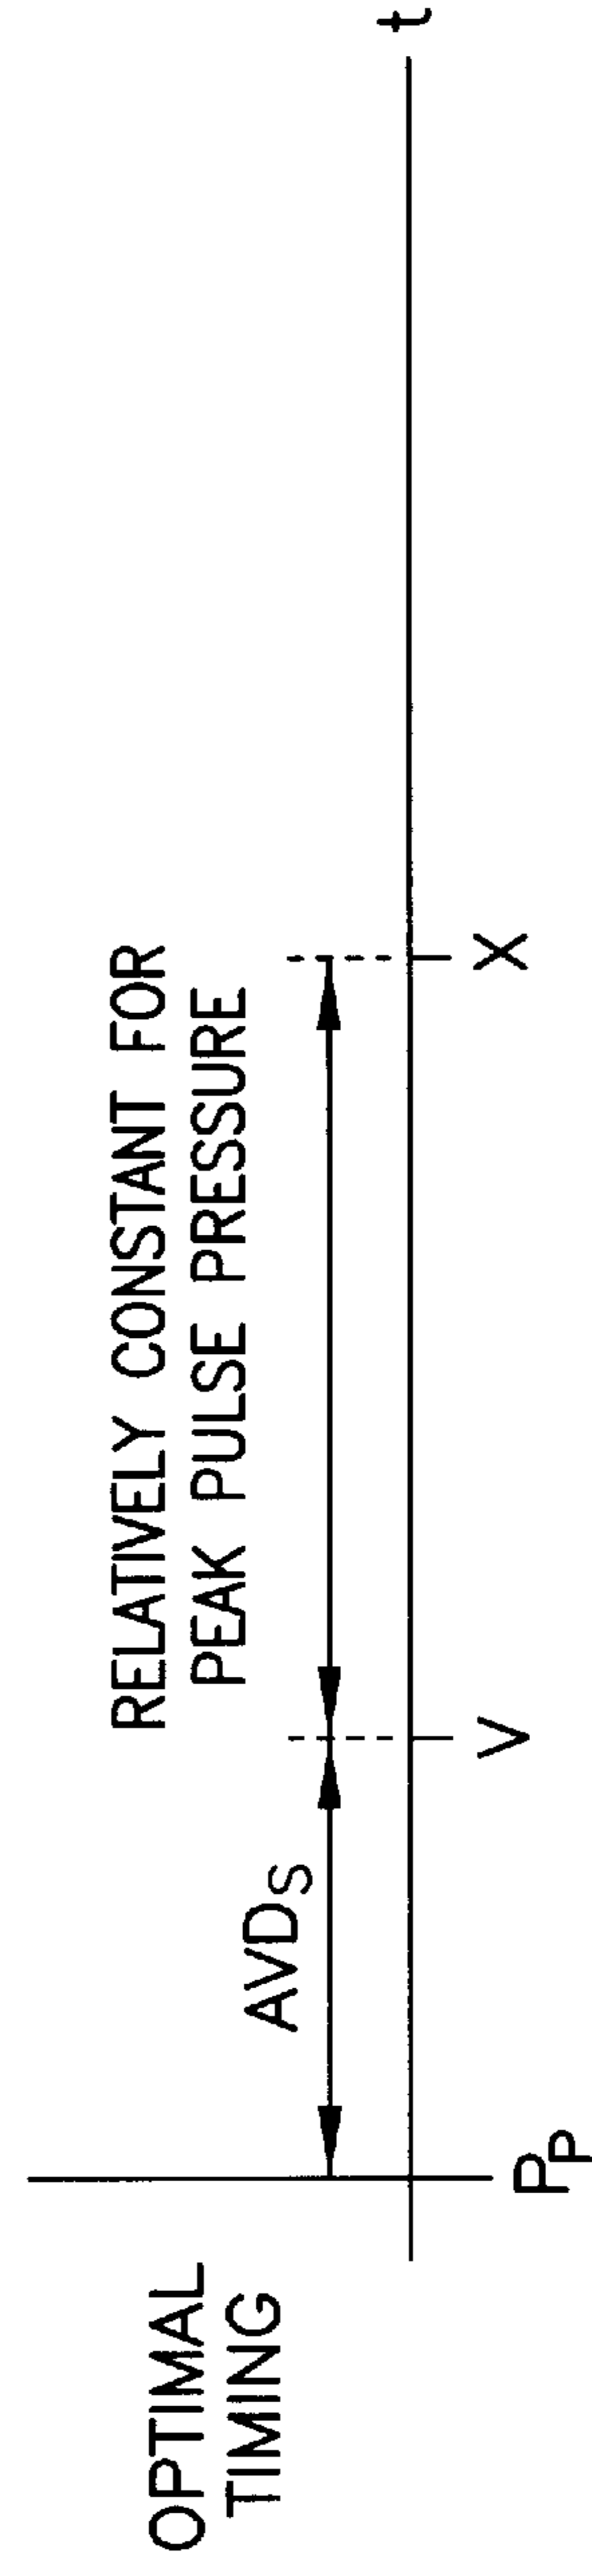 OPTIMAL
TIMING
RELATIVELY CONSTANT FOR
PEAK PULSE PRESSURE
AVDS
PP
V
X
t